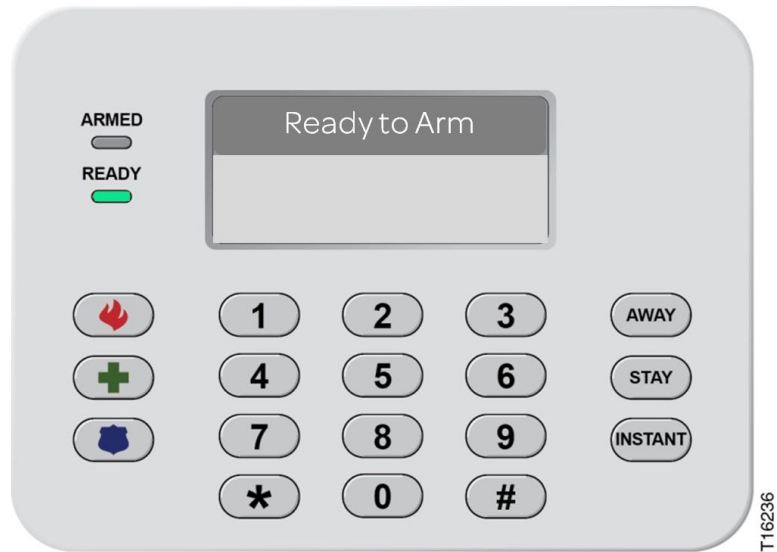 ARMED
READY
Ready to Arm
1 2 3 AWAY
4 5 6 STAY
7 8 9 INSTANT
* 0 #
T16236